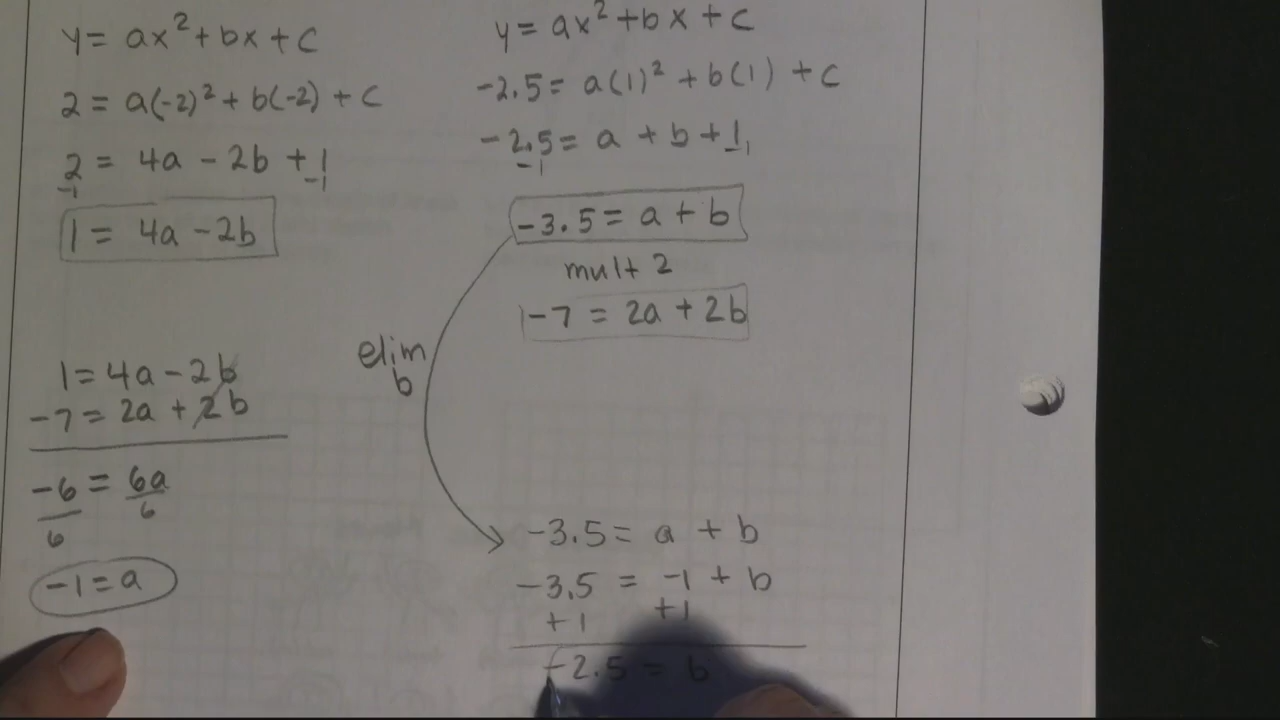 y = ax² + bx + c
2 = a(-2)² + b(-2) + c
2 = 4a - 2b + 1
-1 -1
1 = 4a - 2b
y = ax² + bx + c
-2.5 = a(1)² + b(1) + c
-2.5 = a + b + 1
-1 -1
-3.5 = a + b
mult 2
-7 = 2a + 2b
elim
b
1 = 4a - 2b
-7 = 2a + 2b
-6 = 6a
6 6
-1 = a
-3.5 = a + b
-3.5 = -1 + b
+1 +1
-2.5 = b